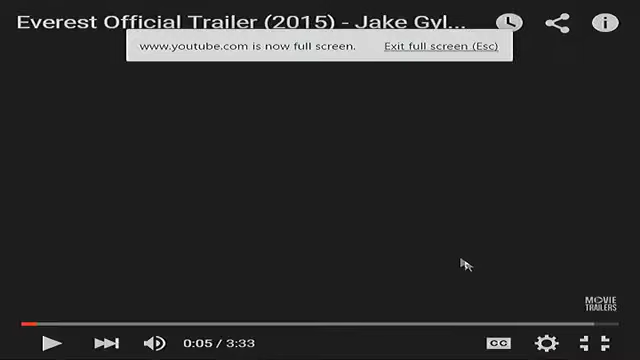 Everest Official Trailer (2015) - Jake Gyl...
www.youtube.com is now full screen. Exit full screen (Esc)
MOVIE
TRAILERS
0:05 / 3:33
CC